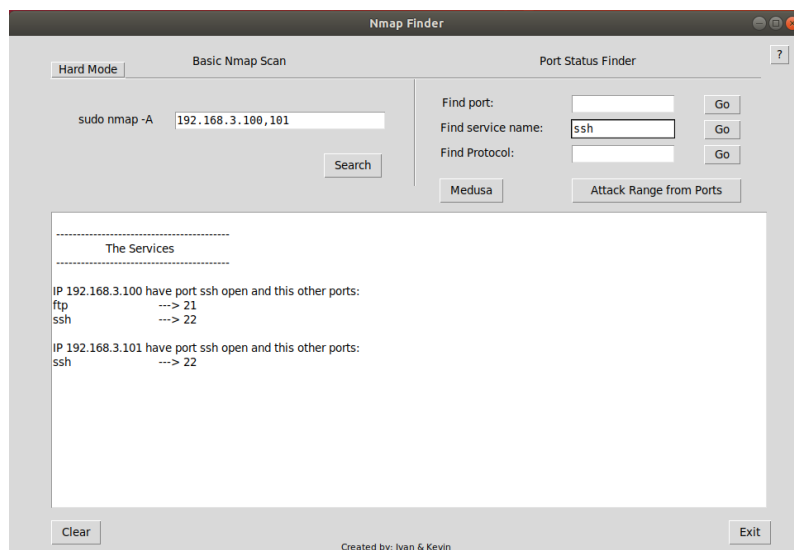 Nmap Finder
?
Hard Mode
Basic Nmap Scan
Port Status Finder
sudo nmap -A
192.168.3.100,101
Search
Find port:
Go
Find service name:
ssh
Go
Find Protocol:
Go
Medusa
Attack Range from Ports
------------------------------------------
The Services
------------------------------------------
IP 192.168.3.100 have port ssh open and this other ports:
ftp ---> 21
ssh ---> 22
IP 192.168.3.101 have port ssh open and this other ports:
ssh ---> 22
Clear
Exit
Created by: Ivan & Kevin